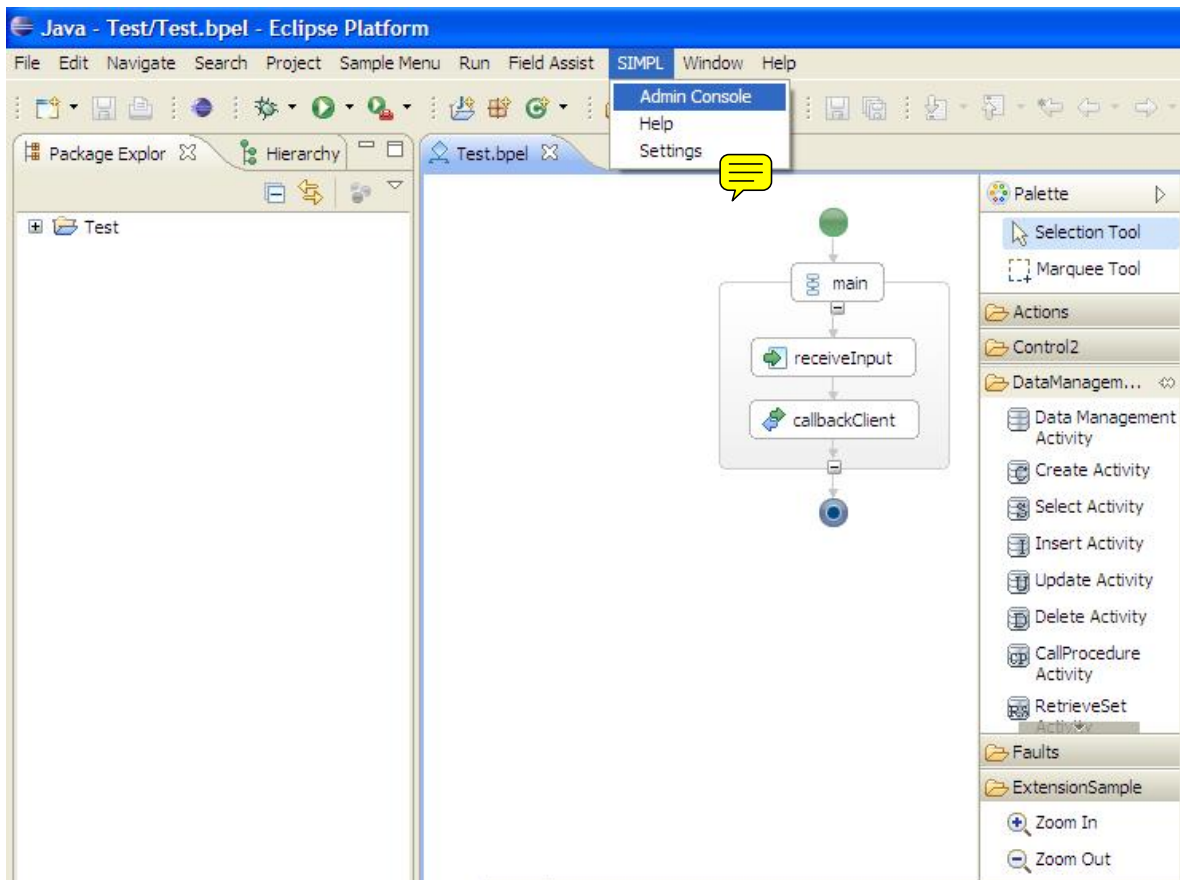 Java - Test/Test.bpel - Eclipse Platform
File Edit Navigate Search Project Sample Menu Run Field Assist SIMPL Window Help
Admin Console
Help
Settings
Package Explor
Hierarchy
Test.bpel
Test
main
receiveInput
callbackClient
Palette
Selection Tool
Marquee Tool
Actions
Control2
DataManagem...
Data Management
Activity
Create Activity
Select Activity
Insert Activity
Update Activity
Delete Activity
CallProcedure
Activity
RetrieveSet
Activity
Faults
ExtensionSample
Zoom In
Zoom Out